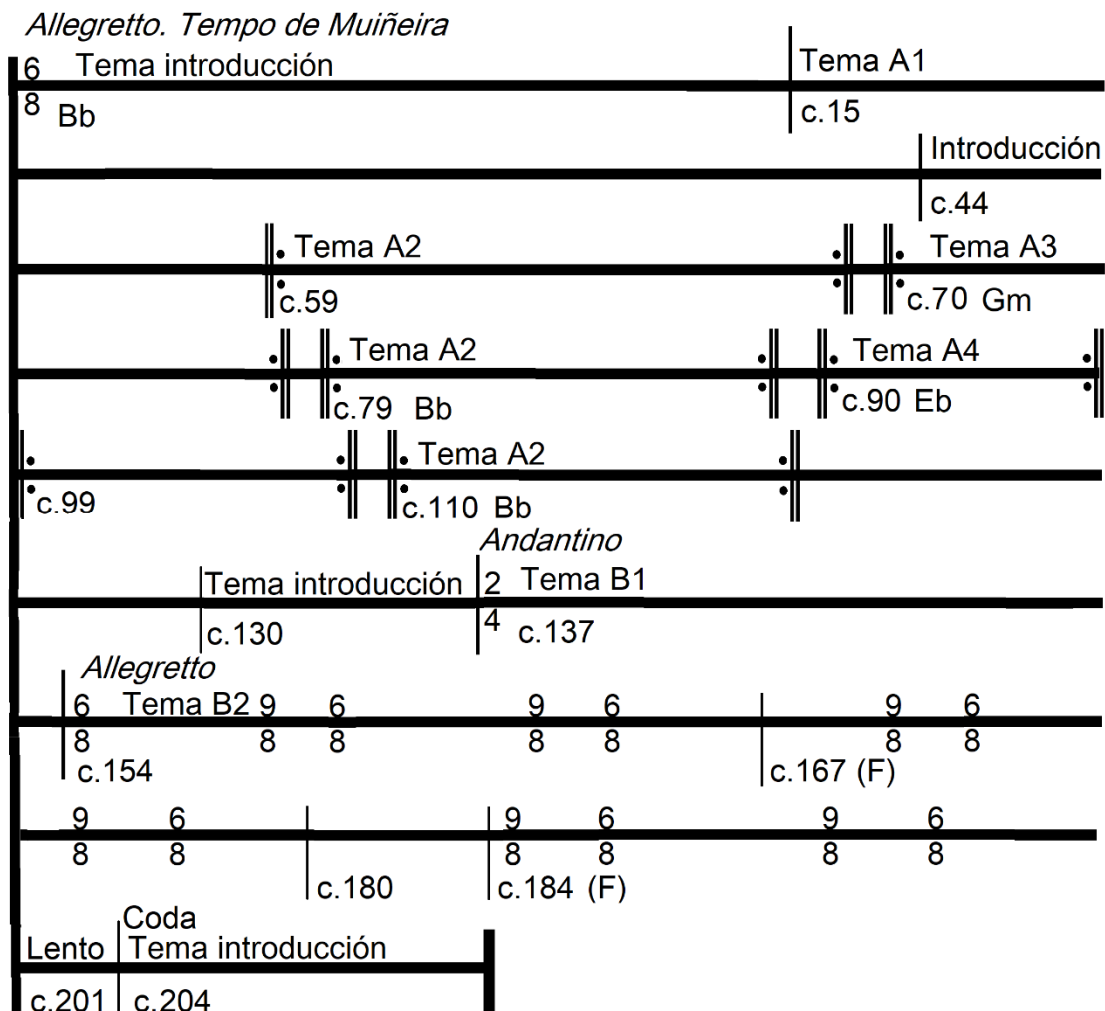 Allegretto. Tempo de Muiñeira
6/8 Tema introducción Tema A1
Bb c.15
Introducción
c.44
Tema A2 Tema A3
c.59 c.70 Gm
Tema A2 Tema A4
c.79 Bb c.90 Eb
Tema A2
c.99 c.110 Bb
Andantino
Tema introducción 2/4 Tema B1
c.130 c.137
Allegretto
6/8 Tema B2 9/8 6/8 9/8 6/8 9/8 6/8
c.154 c.167 (F)
9/8 6/8 9/8 6/8 9/8 6/8
c.180 c.184 (F)
Coda
Lento Tema introducción
c.201 c.204